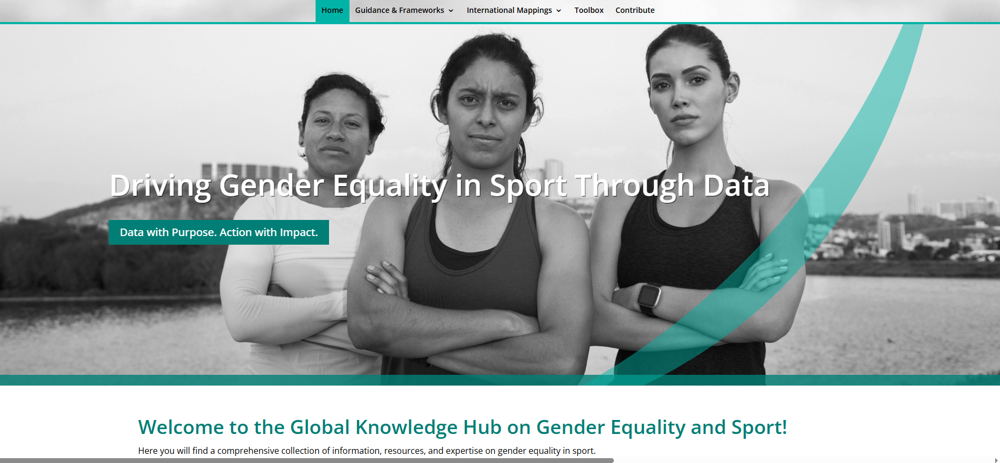 Home Guidance & Frameworks International Mappings Toolbox Contribute
Driving Gender Equality in Sport Through Data
Data with Purpose. Action with Impact.
Welcome to the Global Knowledge Hub on Gender Equality and Sport!
Here you will find a comprehensive collection of information, resources, and expertise on gender equality in sport.